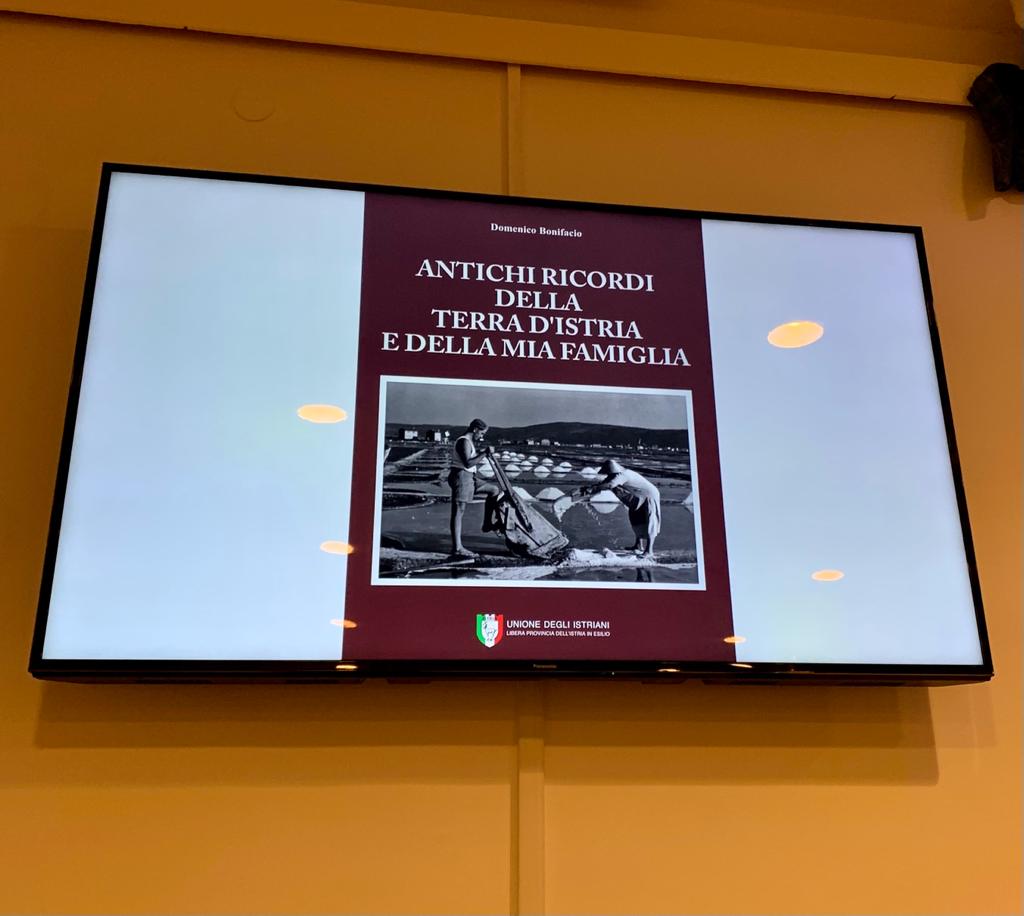 Domenico Bonifacio
ANTICHI RICORDI
DELLA
TERRA D'ISTRIA
E DELLA MIA FAMIGLIA
UNIONE DEGLI ISTRIANI
LIBERA PROVINCIA DELL'ISTRIA IN ESILIO
Panasonic